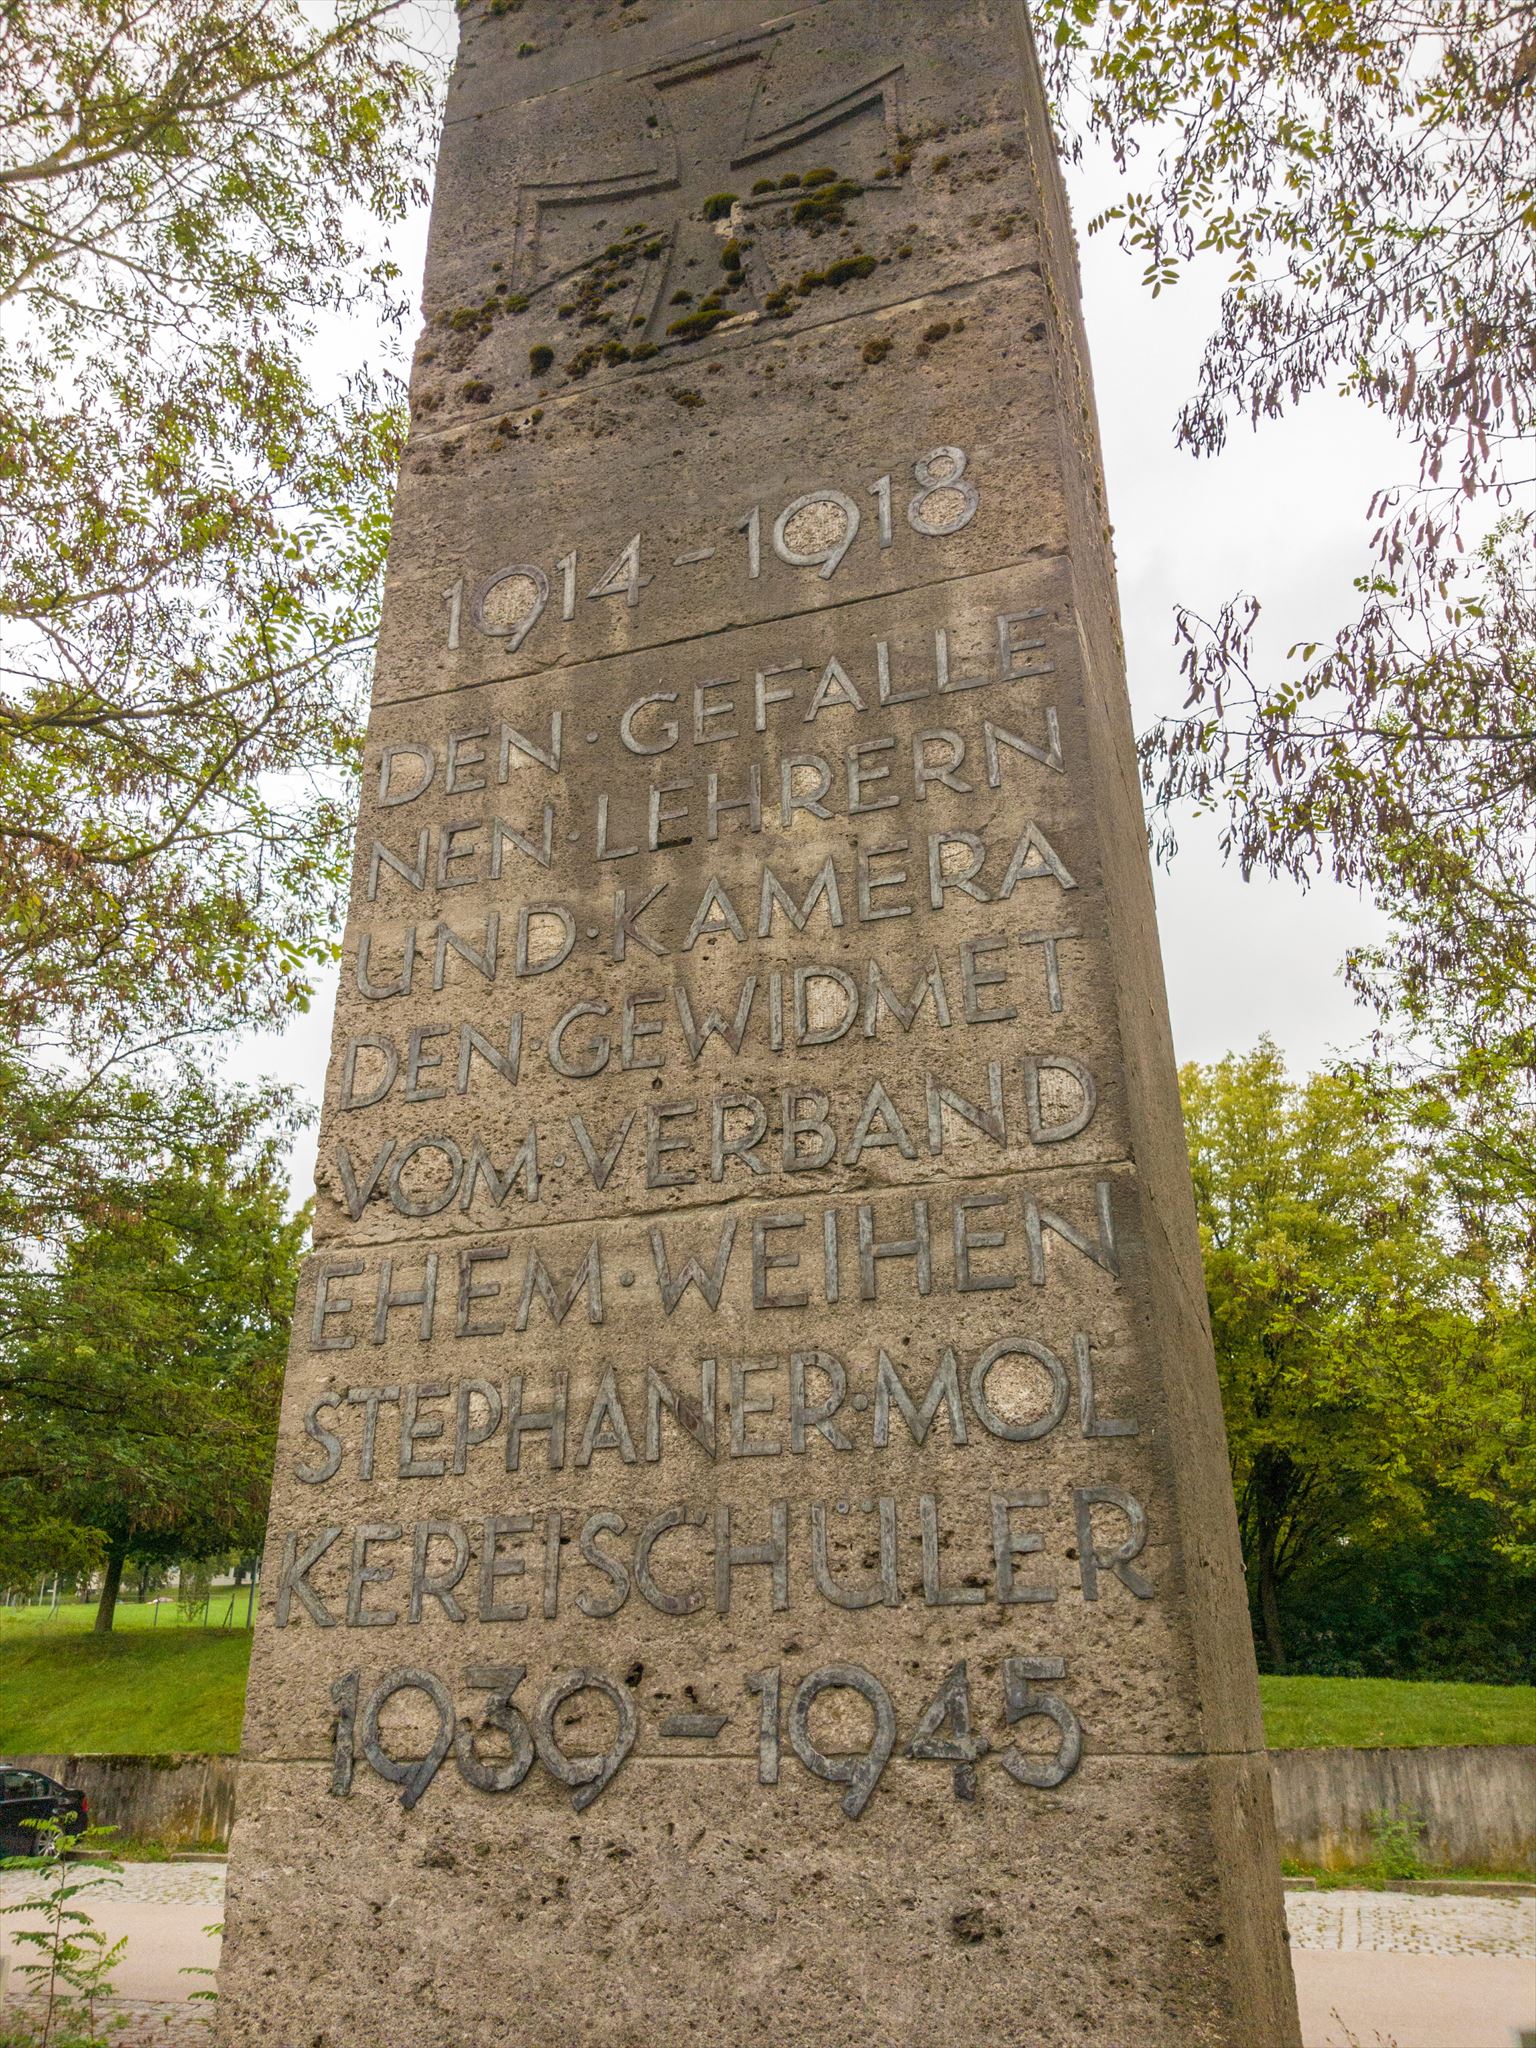 1914-1918
DEN·GEFALLE
NEN·LEHRERN
UND·KAMERA
DEN·GEWIDMET
VOM·VERBAND
EHEM·WEIHEN
STEPHANER·MOL
KEREISCHÜLER
1939-1945